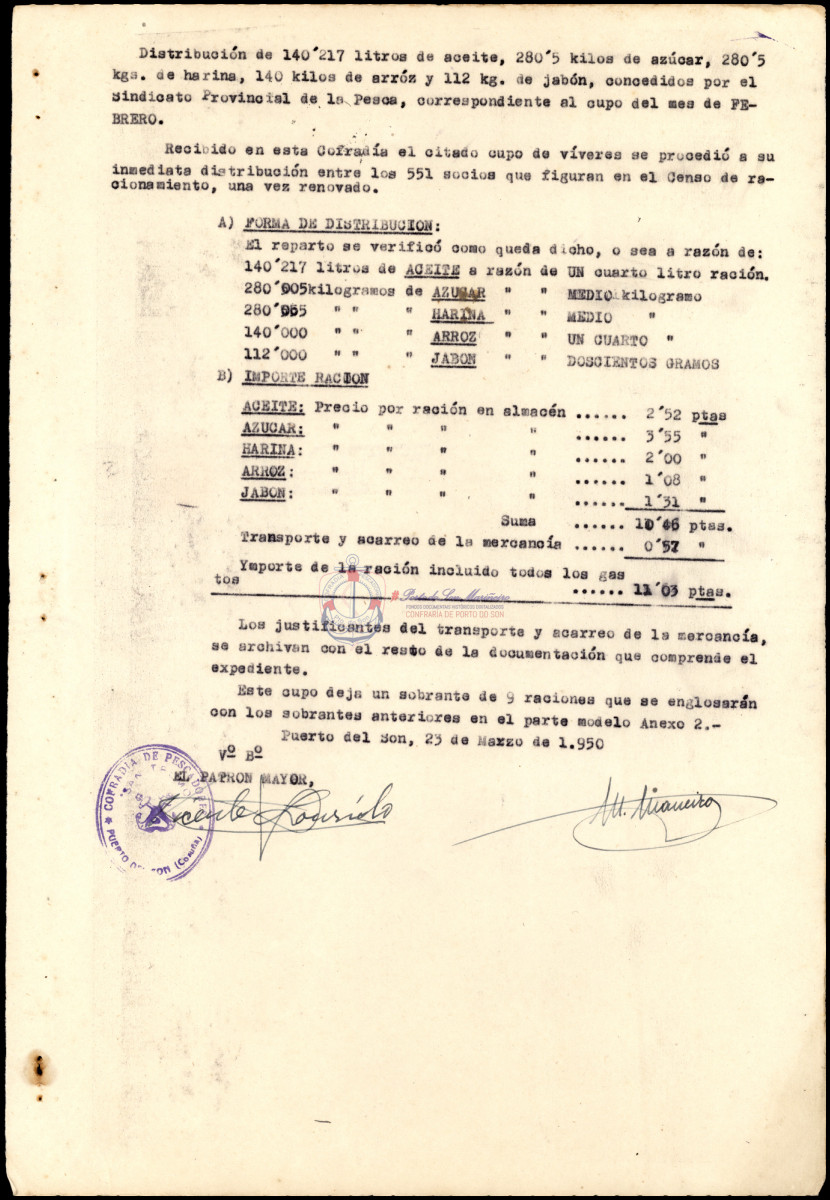 Distribución de 140´217 litros de aceite, 280´5 kilos de azúcar, 280´5
kgs. de harina, 140 kilos de arróz y 112 kg. de jabón, concedidos por el
Sindicato Provincial de la Pesca, correspondiente al cupo del mes de FE-
BRERO.
Recibido en esta Cofradía el citado cupo de víveres se procedió a su
inmediata distribución entre los 551 socios que figuran en el Censo de ra-
cionamiento, una vez renovado.
A) FORMA DE DISTRIBUCION:
El reparto se verificó como queda dicho, o sea a razón de:
140´217 litros de ACEITE a razón de UN cuarto litro ración.
280´005kilogramos de AZUCAR " " MEDIO kilogramo
280´ " " " HARINA " " MEDIO "
140´000 " " " ARROZ " " UN CUARTO "
112´000 " " " JABON " " DOSCIENTOS GRAMOS
B) IMPORTE RACION
ACEITE: Precio por ración en almacén ...... 2´52 ptas
AZUCAR: " " " " ...... 3´55 "
HARINA: " " " " ...... 2´00 "
ARROZ: " " " " ...... 1´08 "
JABON: " " " " ...... 1´31 "
Suma ...... 10´46 ptas.
Transporte y acarreo de la mercancía ...... 0´57 "
Ymporte de la ración incluido todos los gas
tos ...... 11´03 ptas.
FONDOS DOCUMENTAIS HISTÓRICOS DIXITALIZADOS
CONFRARÍA DE PORTO DO SON
Los justificantes del transporte y acarreo de la mercancía,
se archivan con el resto de la documentación que comprende el
expediente.
Este cupo deja un sobrante de 9 raciones que se englosarán
con los sobrantes anteriores en el parte modelo Anexo 2.-
Puerto del Son, 23 de Marzo de 1.950
Vº Bº
EL PATRON MAYOR,
COFRADIA DE PESCADORES
PUERTO DEL SON (Coruña)